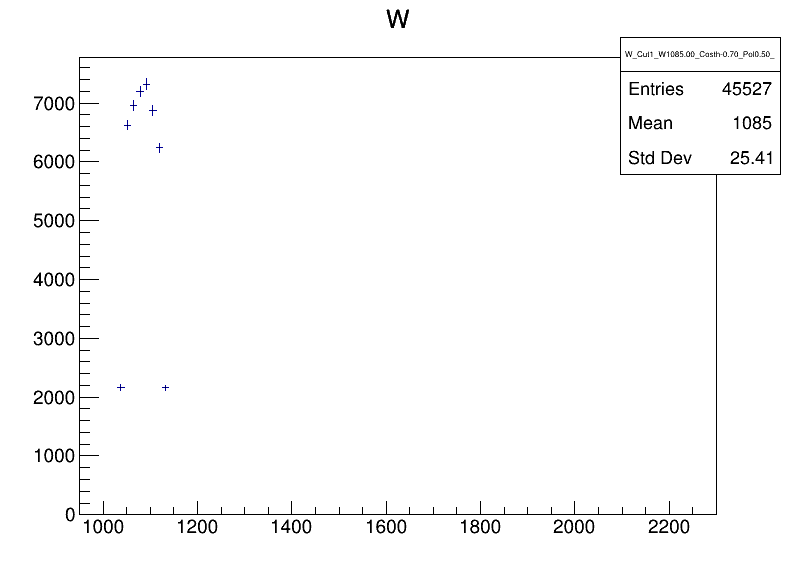 W
W_Cut1_W1085.00_Costh-0.70_Pol0.50_
Entries 45527
Mean 1085
Std Dev 25.41
7000
6000
5000
4000
3000
2000
1000
0
1000 1200 1400 1600 1800 2000 2200